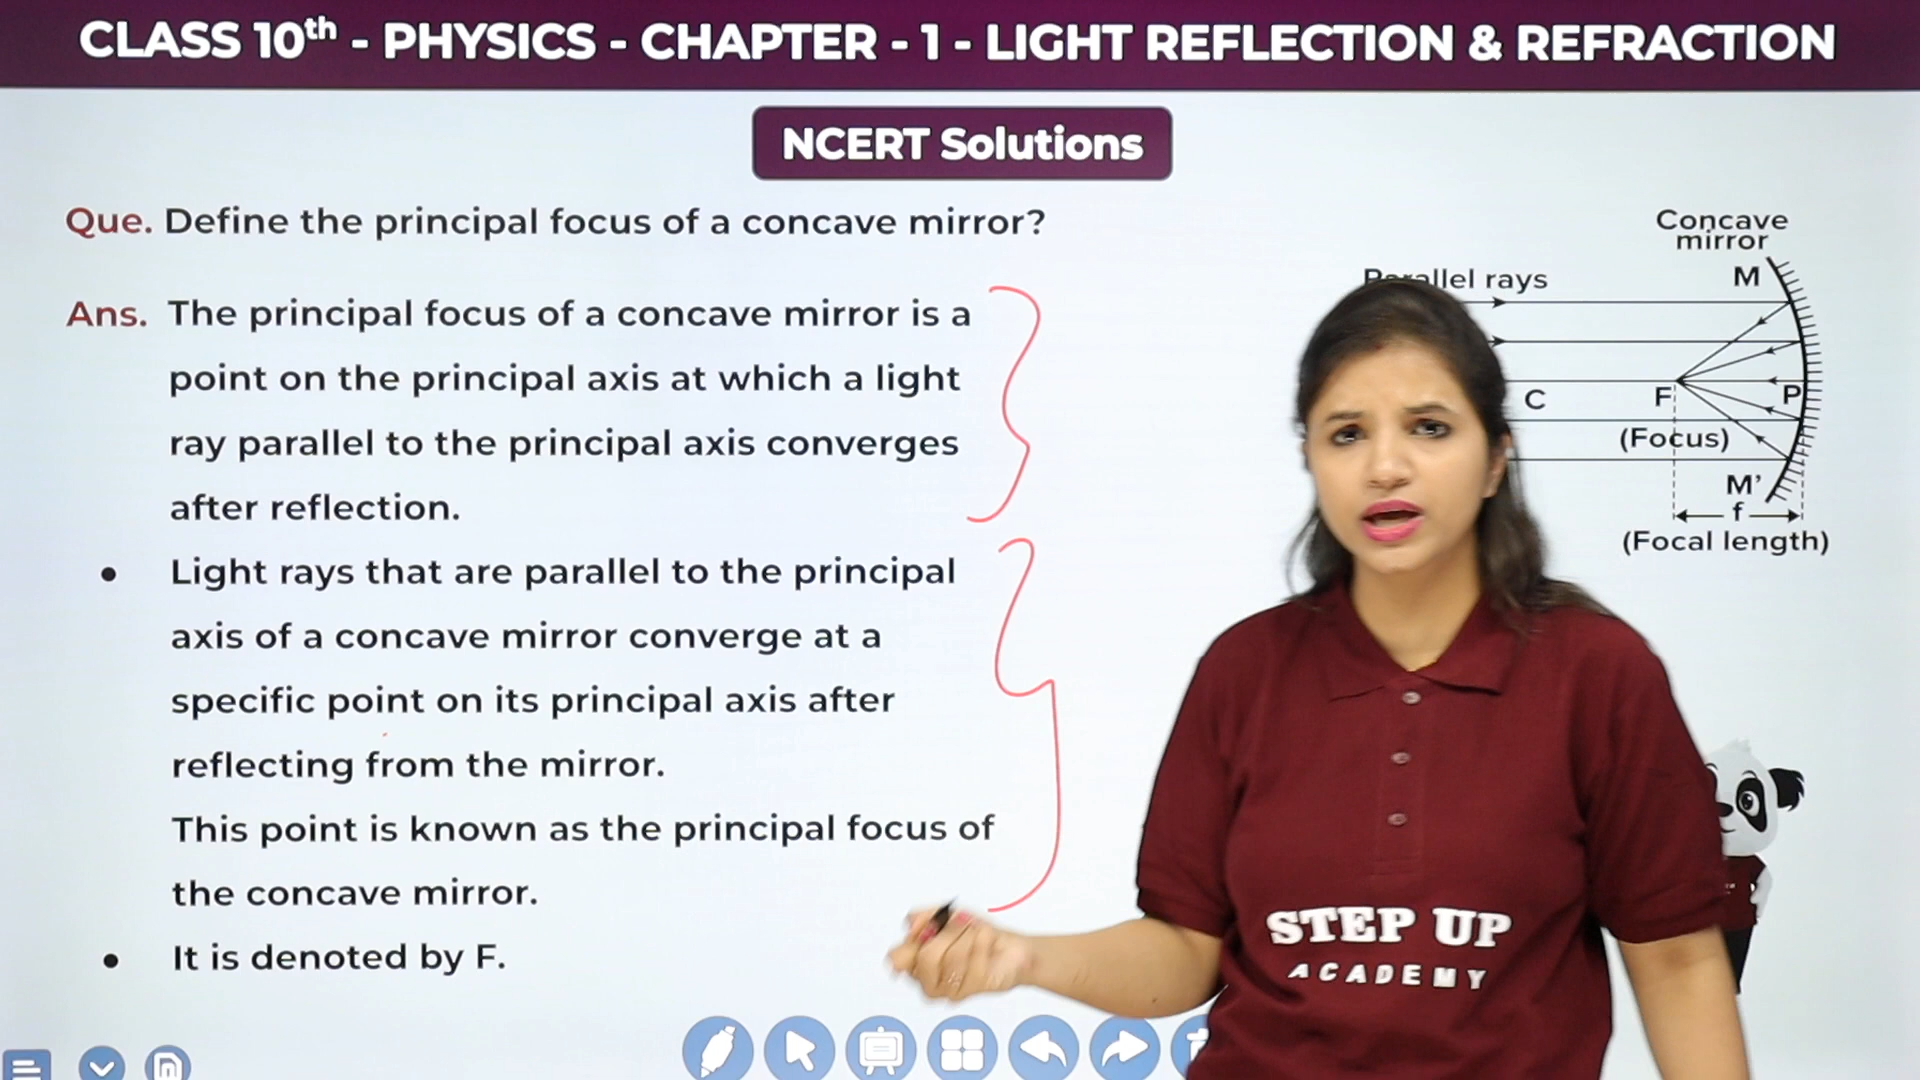 CLASS 10th - PHYSICS - CHAPTER - 1 - LIGHT REFLECTION & REFRACTION
NCERT Solutions
Que. Define the principal focus of a concave mirror?
Ans. The principal focus of a concave mirror is a
point on the principal axis at which a light
ray parallel to the principal axis converges
after reflection.
• Light rays that are parallel to the principal
axis of a concave mirror converge at a
specific point on its principal axis after
reflecting from the mirror.
This point is known as the principal focus of
the concave mirror.
• It is denoted by F.
Concave
mirror
M
rays
C
F
P
(Focus)
M’
f
(Focal length)
STEP UP
ACADEMY